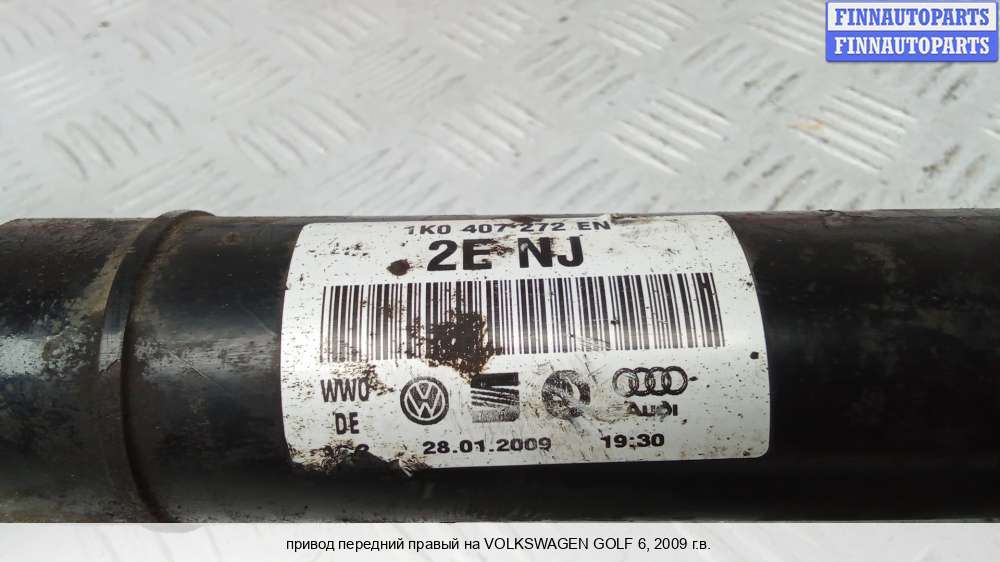 FINNAUTOPARTS
FINNAUTOPARTS
1K0 407 272 EN
2E NJ
WWO
DE
28.01.2009 19:30
Audi
привод передний правый на VOLKSWAGEN GOLF 6, 2009 г.в.